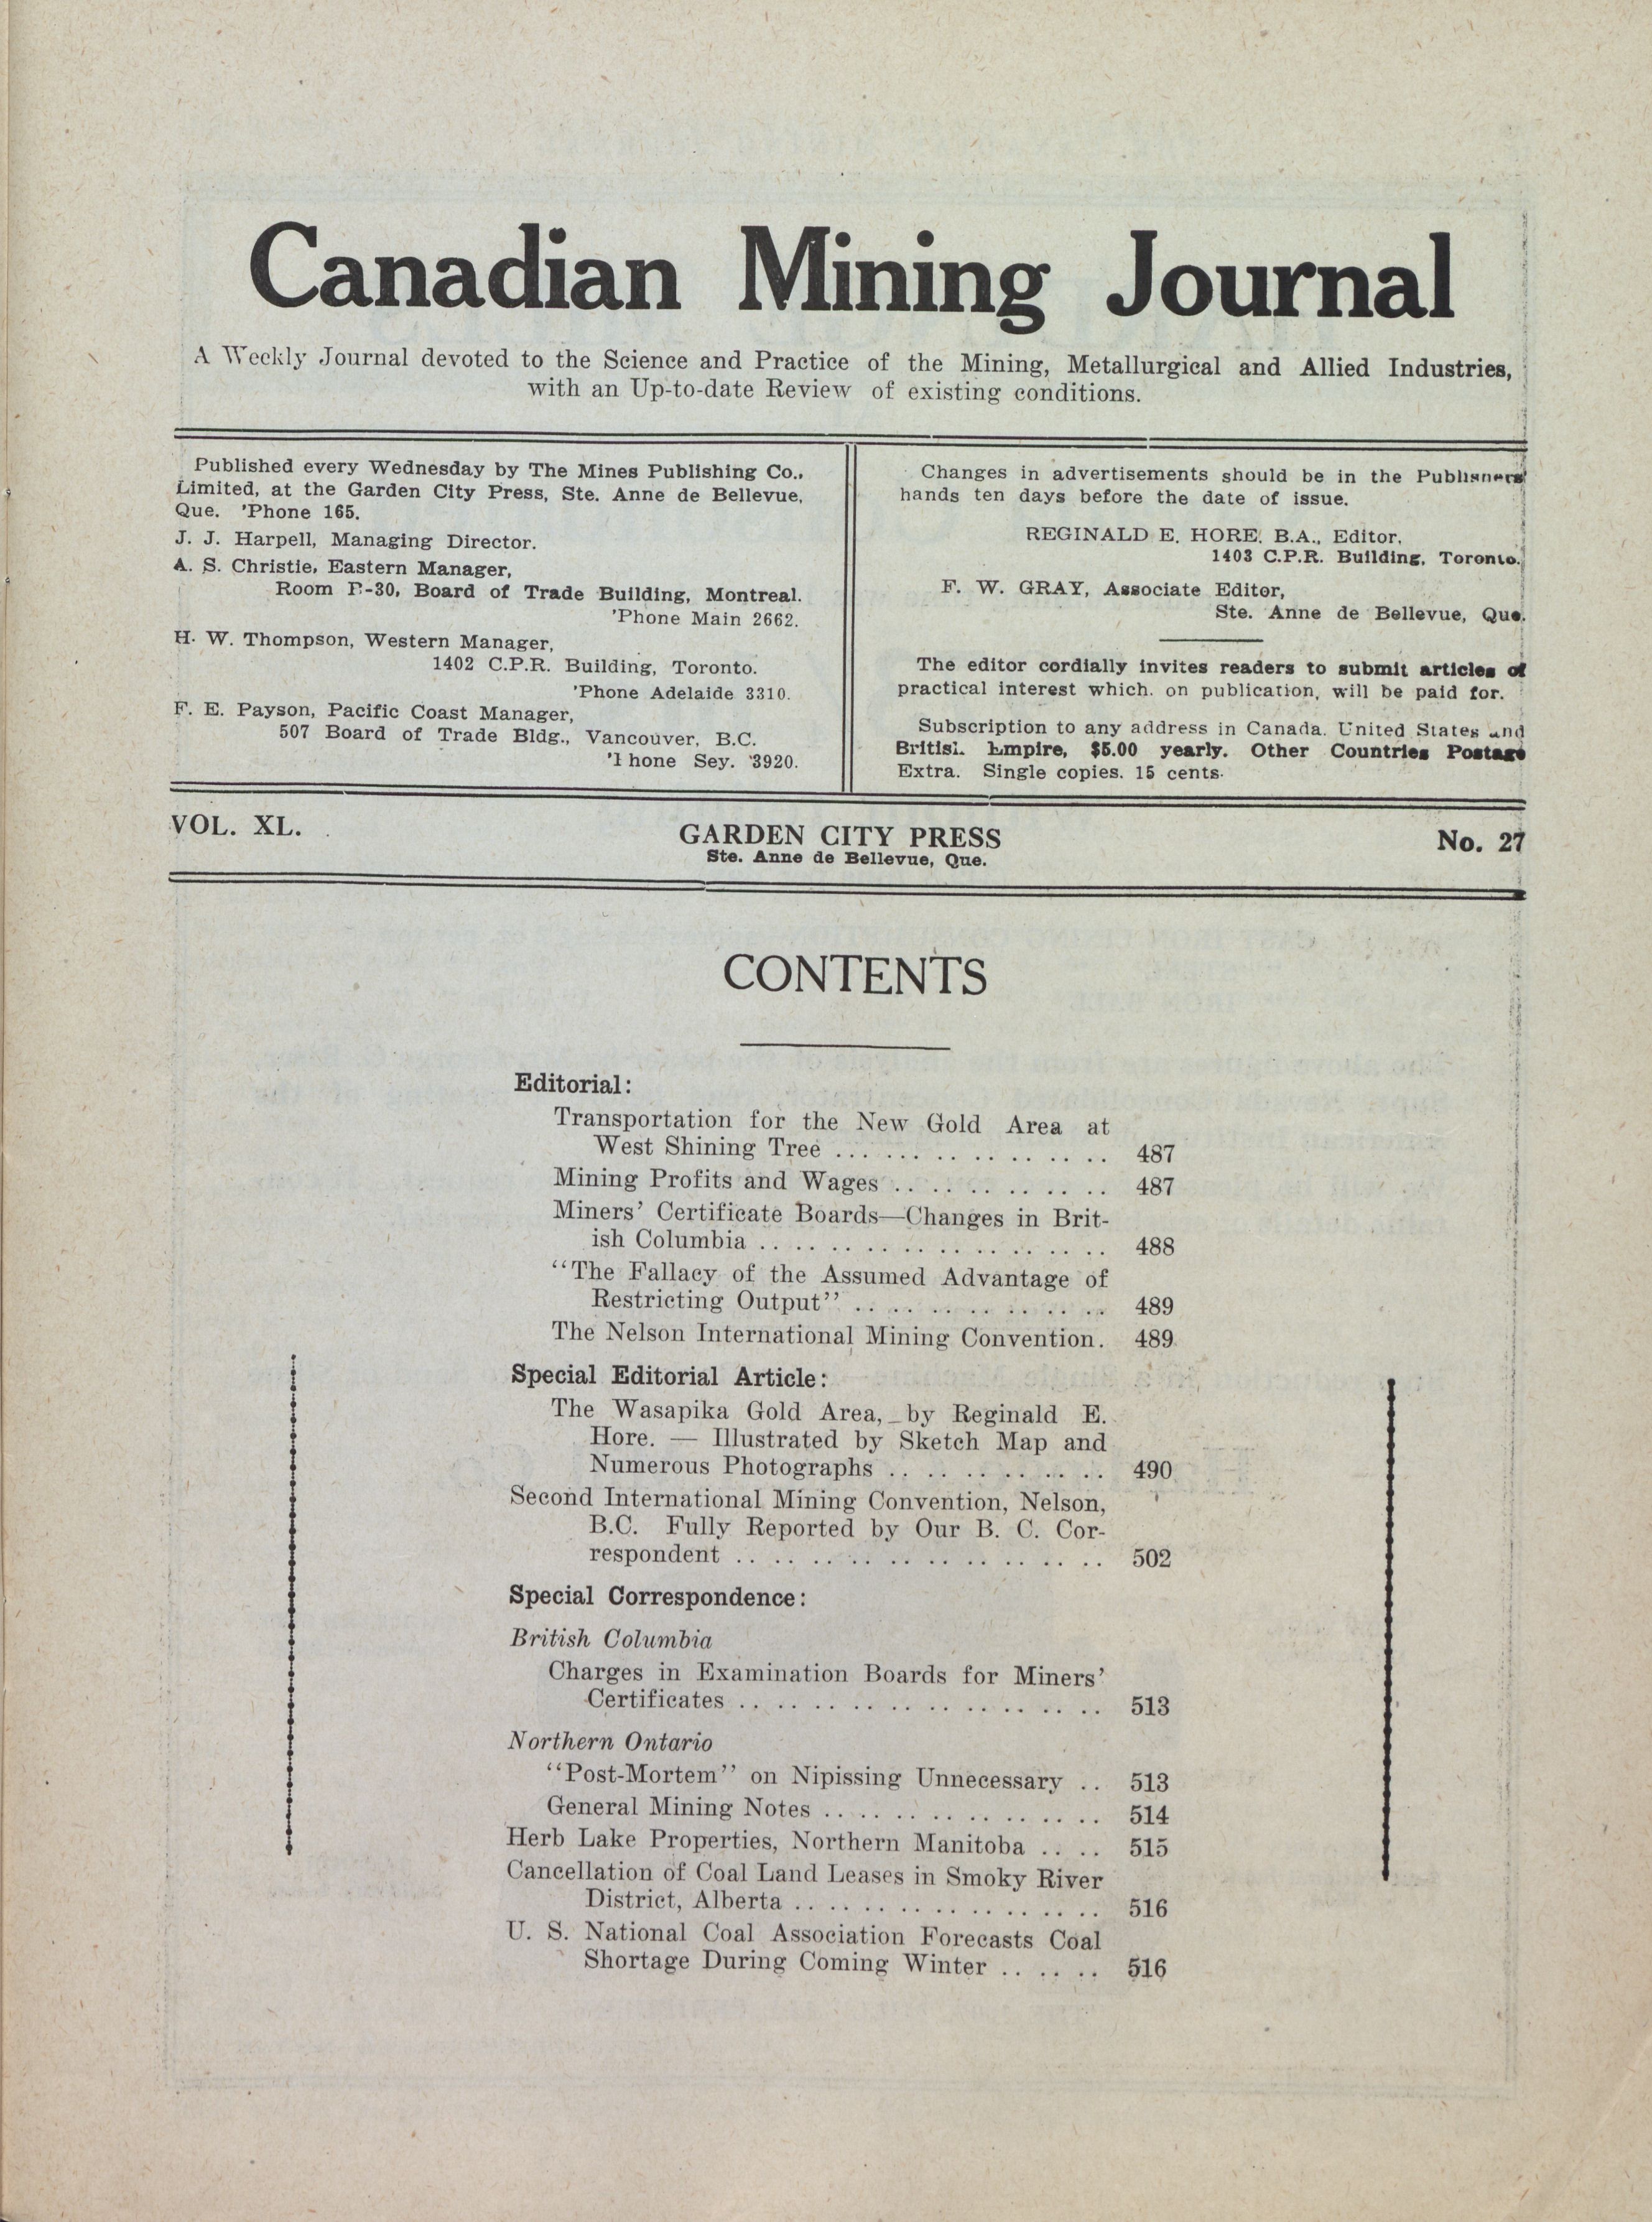 Canadian Mining Journal
A Weekly Journal devoted to the Science and Practice of the Mining, Metallurgical and Allied Industries,
with an Up-to-date Review of existing conditions.
Published every Wednesday by The Mines Publishing Co.,
Limited, at the Garden City Press, Ste. Anne de Bellevue,
Que. 'Phone 165.
J. J. Harpell, Managing Director.
A. S. Christie, Eastern Manager,
Room B-30, Board of Trade Building, Montreal.
'Phone Main 2662.
H. W. Thompson, Western Manager,
1402 C.P.R. Building, Toronto.
'Phone Adelaide 3310.
F. E. Payson, Pacific Coast Manager,
507 Board of Trade Bldg., Vancouver, B.C.
'Phone Sey. 3920.
Changes in advertisements should be in the Publishers'
hands ten days before the date of issue.
REGINALD E. HORE, B.A., Editor,
1403 C.P.R. Building, Toronto.
F. W. GRAY, Associate Editor,
Ste. Anne de Bellevue, Que.
The editor cordially invites readers to submit articles of
practical interest which, on publication, will be paid for.
Subscription to any address in Canada, United States and
British Empire, $5.00 yearly. Other Countries Postage
Extra. Single copies, 15 cents.
VOL. XL.
GARDEN CITY PRESS
Ste. Anne de Bellevue, Que.
No. 27
CONTENTS
Editorial:
Transportation for the New Gold Area at
West Shining Tree .. .. .. .. .. .. .. .. 487
Mining Profits and Wages .. .. .. .. .. .. 487
Miners' Certificate Boards—Changes in Brit-
ish Columbia .. .. .. .. .. .. .. .. .. .. 488
"The Fallacy of the Assumed Advantage of
Restricting Output" .. .. .. .. .. .. .. 489
The Nelson International Mining Convention. 489
Special Editorial Article:
The Wasapika Gold Area, by Reginald E.
Hore. — Illustrated by Sketch Map and
Numerous Photographs .. .. .. .. .. .. 490
Second International Mining Convention, Nelson,
B.C. Fully Reported by Our B. C. Cor-
respondent .. .. .. .. .. .. .. .. .. .. 502
Special Correspondence:
British Columbia
Charges in Examination Boards for Miners'
Certificates .. .. .. .. .. .. .. .. .. .. 513
Northern Ontario
"Post-Mortem" on Nipissing Unnecessary .. 513
General Mining Notes .. .. .. .. .. .. .. .. 514
Herb Lake Properties, Northern Manitoba .. .. 515
Cancellation of Coal Land Leases in Smoky River
District, Alberta .. .. .. .. .. .. .. .. .. 516
U. S. National Coal Association Forecasts Coal
Shortage During Coming Winter .. .. .. 516